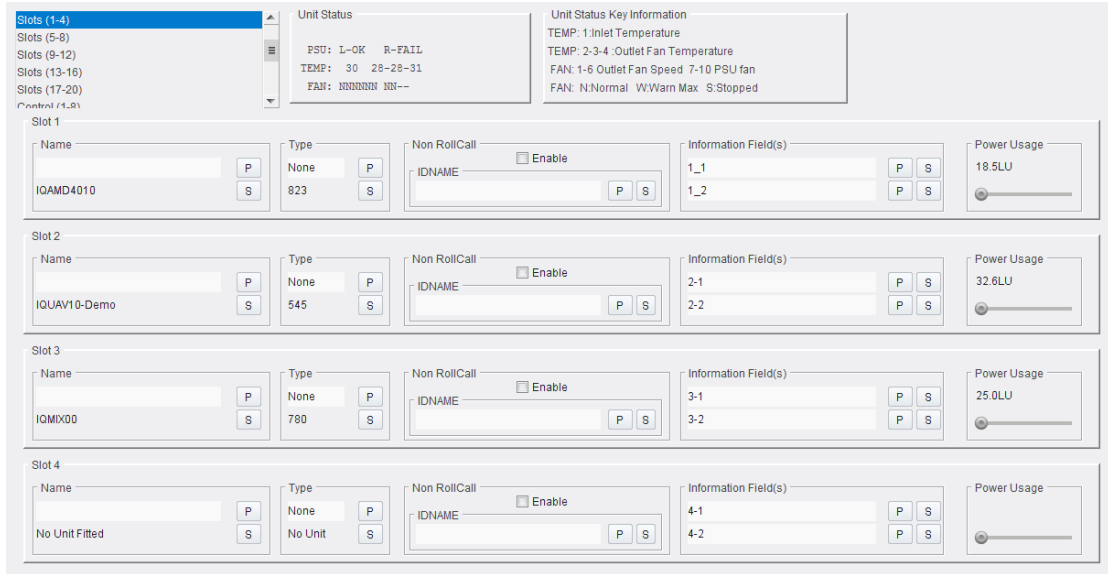 Slots (1-4)
Slots (5-8)
Slots (9-12)
Slots (13-16)
Slots (17-20)
Control (1-8)
Unit Status
PSU: L-OK R-FAIL
TEMP: 30 28-28-31
FAN: NNNNNN NN--
Unit Status Key Information
TEMP: 1:Inlet Temperature
TEMP: 2-3-4 :Outlet Fan Temperature
FAN: 1-6 Outlet Fan Speed 7-10 PSU fan
FAN: N:Normal W:Warn Max S:Stopped
Slot 1
Name Type Non RollCall Information Field(s) Power Usage
Enable
P None P IDNAME 1_1 P S 18.5LU
IQAMD4010 S 823 S P S 1_2 P S
Slot 2
Name Type Non RollCall Information Field(s) Power Usage
Enable
P None P IDNAME 2-1 P S 32.6LU
IQUAV10-Demo S 545 S P S 2-2 P S
Slot 3
Name Type Non RollCall Information Field(s) Power Usage
Enable
P None P IDNAME 3-1 P S 25.0LU
IQMIX00 S 780 S P S 3-2 P S
Slot 4
Name Type Non RollCall Information Field(s) Power Usage
Enable
P None P IDNAME 4-1 P S
No Unit Fitted S No Unit S P S 4-2 P S